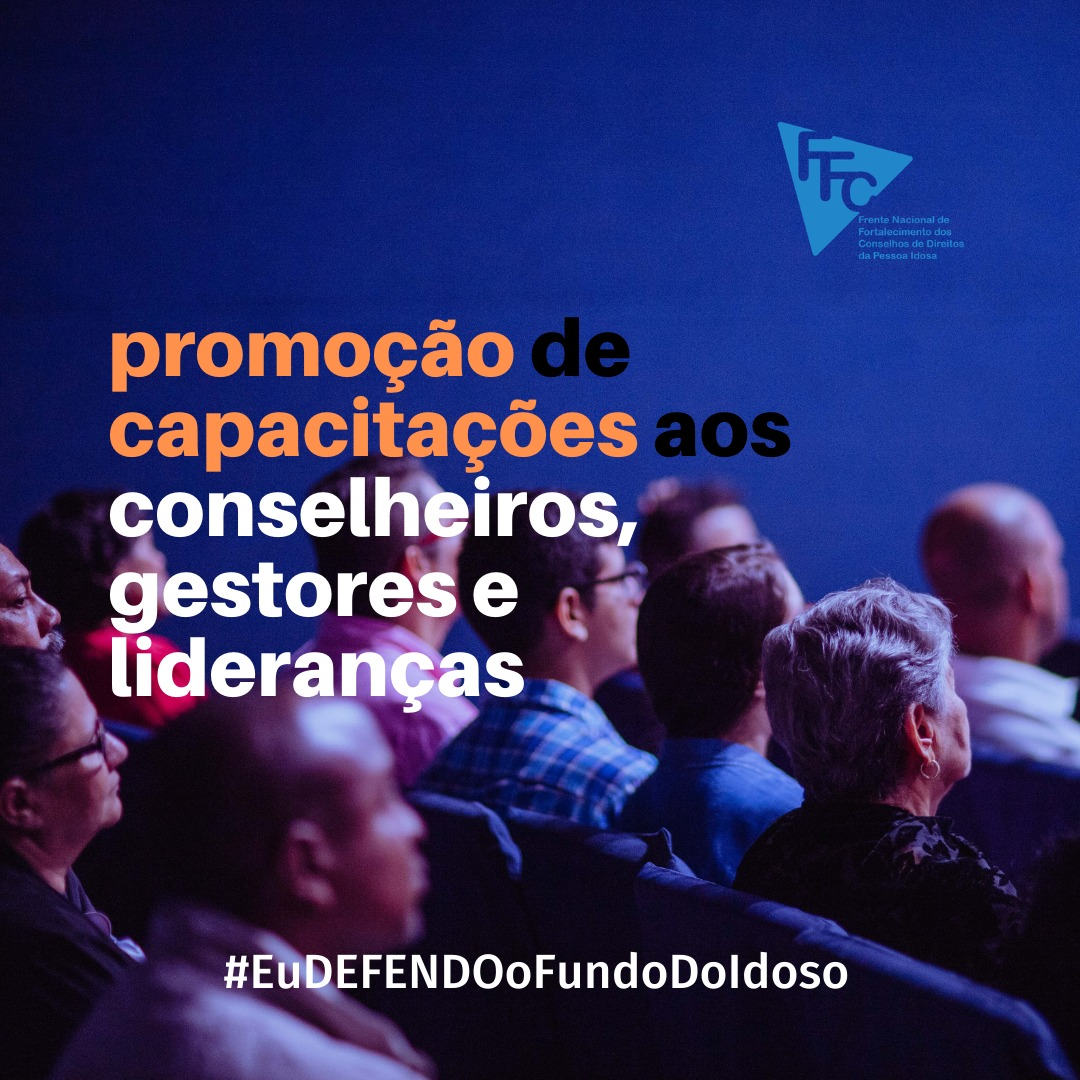 FFC
Frente Nacional de
Fortalecimento dos
Conselhos de Direitos
da Pessoa Idosa
promoção de
capacitações aos
conselheiros,
gestores e
lideranças
#EuDEFENDOoFundoDoIdoso